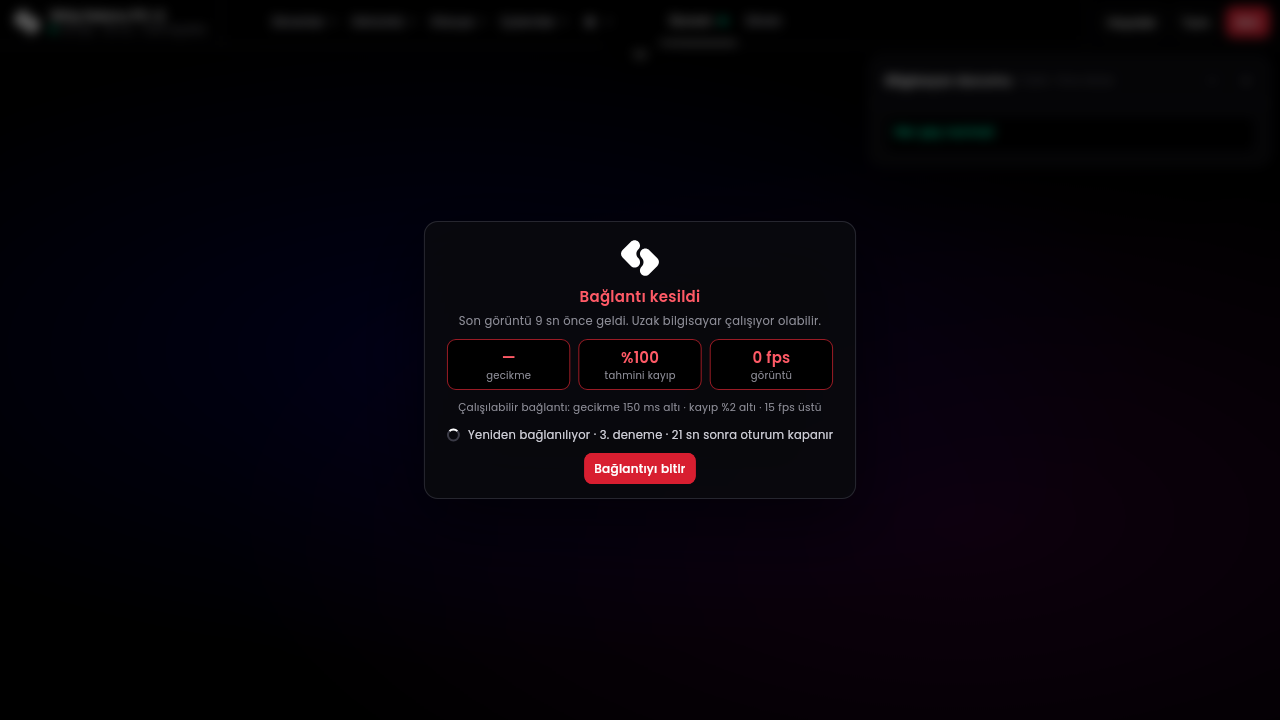 Bağlantı kesildi
Son görüntü 9 sn önce geldi. Uzak bilgisayar çalışıyor olabilir.
— %100 0 fps
gecikme tahmini kayıp görüntü
Çalışılabilir bağlantı: gecikme 150 ms altı · kayıp %2 altı · 15 fps üstü
Yeniden bağlanılıyor · 3. deneme · 21 sn sonra oturum kapanır
Bağlantıyı bitir